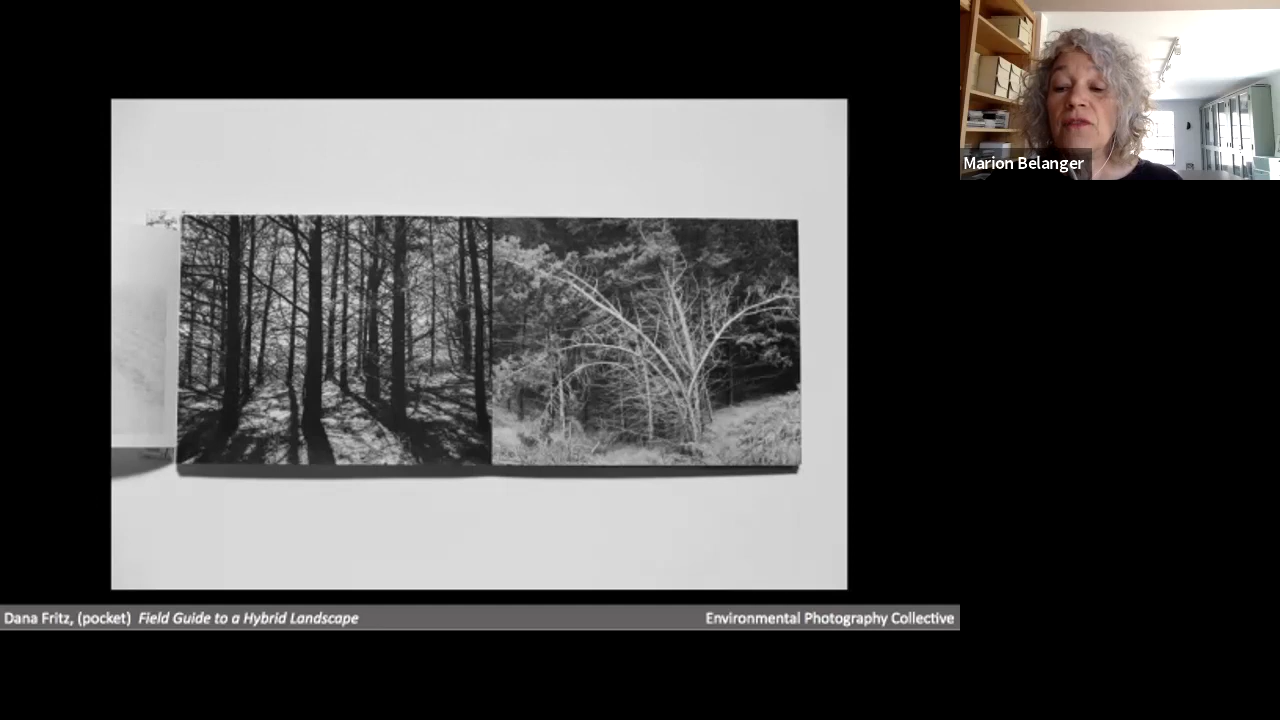 Marion Belanger
Dana Fritz, (pocket) Field Guide to a Hybrid Landscape
Environmental Photography Collective